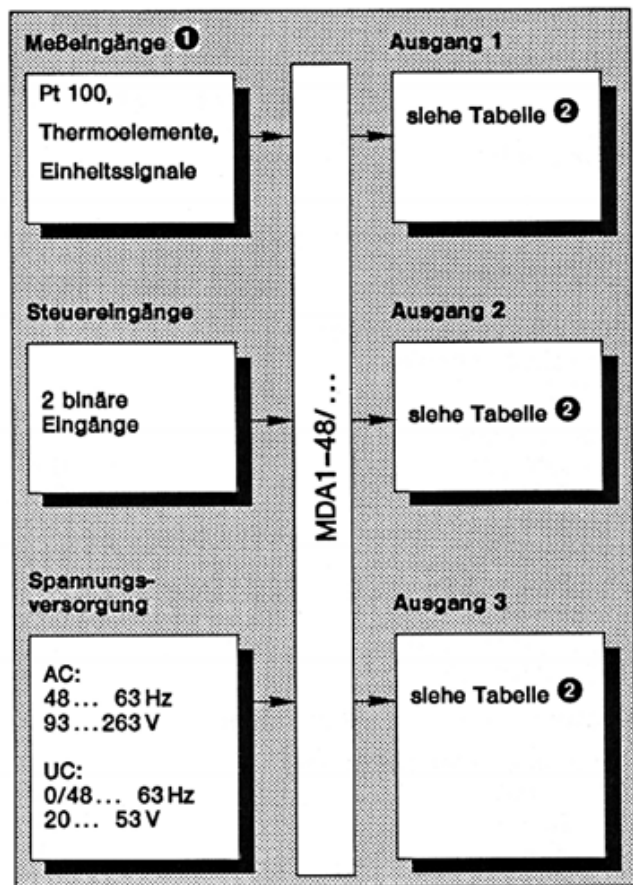 Meßeingänge ❶
Pt 100,
Thermoelemente,
Einheitssignale
Steuereingänge
2 binäre
Eingänge
Spannungs-
versorgung
AC:
48... 63 Hz
93...263 V
UC:
0/48... 63 Hz
20... 53 V
MDA1-48/...
Ausgang 1
siehe Tabelle ❷
Ausgang 2
siehe Tabelle ❷
Ausgang 3
siehe Tabelle ❷